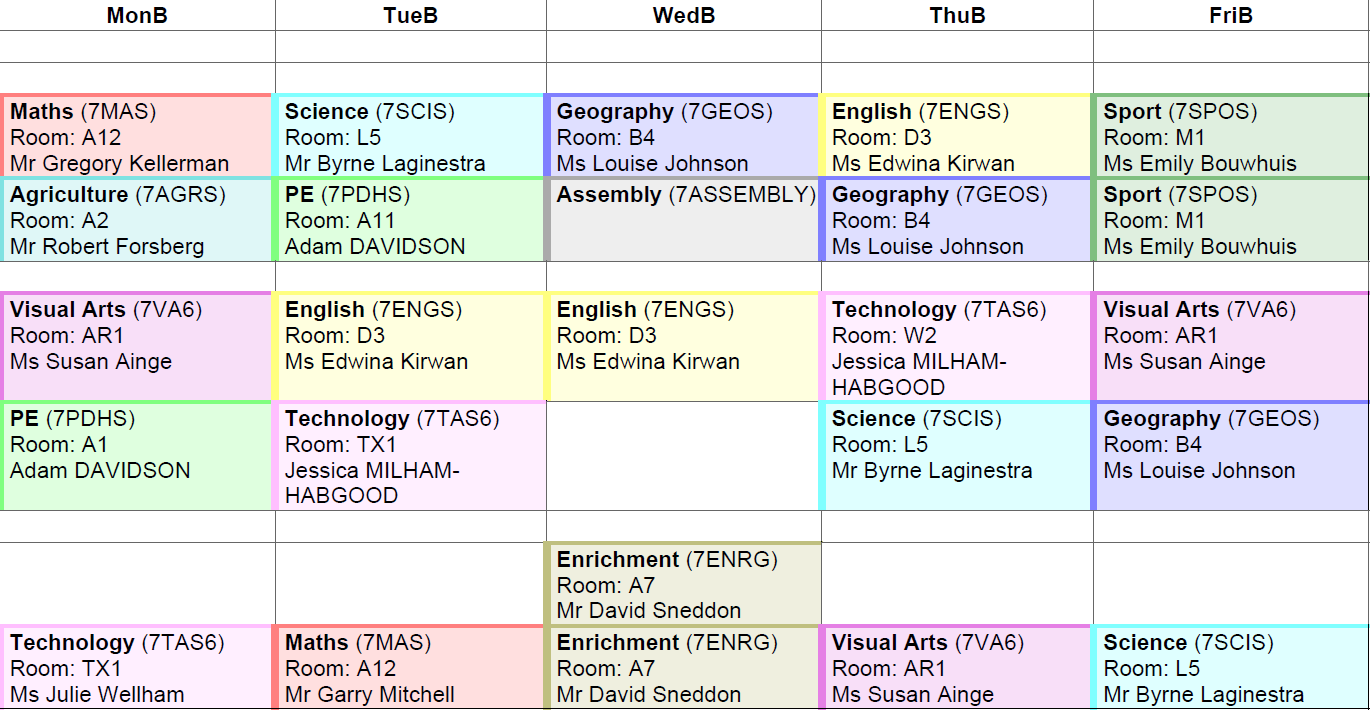 MonB TueB WedB ThuB FriB
Maths (7MAS)
Room: A12
Mr Gregory Kellerman
Science (7SCIS)
Room: L5
Mr Byrne Laginestra
Geography (7GEOS)
Room: B4
Ms Louise Johnson
English (7ENGS)
Room: D3
Ms Edwina Kirwan
Sport (7SPOS)
Room: M1
Ms Emily Bouwhuis
Agriculture (7AGRS)
Room: A2
Mr Robert Forsberg
PE (7PDHS)
Room: A11
Adam DAVIDSON
Assembly (7ASSEMBLY)
Geography (7GEOS)
Room: B4
Ms Louise Johnson
Sport (7SPOS)
Room: M1
Ms Emily Bouwhuis
Visual Arts (7VA6)
Room: AR1
Ms Susan Ainge
English (7ENGS)
Room: D3
Ms Edwina Kirwan
English (7ENGS)
Room: D3
Ms Edwina Kirwan
Technology (7TAS6)
Room: W2
Jessica MILHAM-
HABGOOD
Visual Arts (7VA6)
Room: AR1
Ms Susan Ainge
PE (7PDHS)
Room: A1
Adam DAVIDSON
Technology (7TAS6)
Room: TX1
Jessica MILHAM-
HABGOOD
Science (7SCIS)
Room: L5
Mr Byrne Laginestra
Geography (7GEOS)
Room: B4
Ms Louise Johnson
Enrichment (7ENRG)
Room: A7
Mr David Sneddon
Technology (7TAS6)
Room: TX1
Ms Julie Wellham
Maths (7MAS)
Room: A12
Mr Garry Mitchell
Enrichment (7ENRG)
Room: A7
Mr David Sneddon
Visual Arts (7VA6)
Room: AR1
Ms Susan Ainge
Science (7SCIS)
Room: L5
Mr Byrne Laginestra